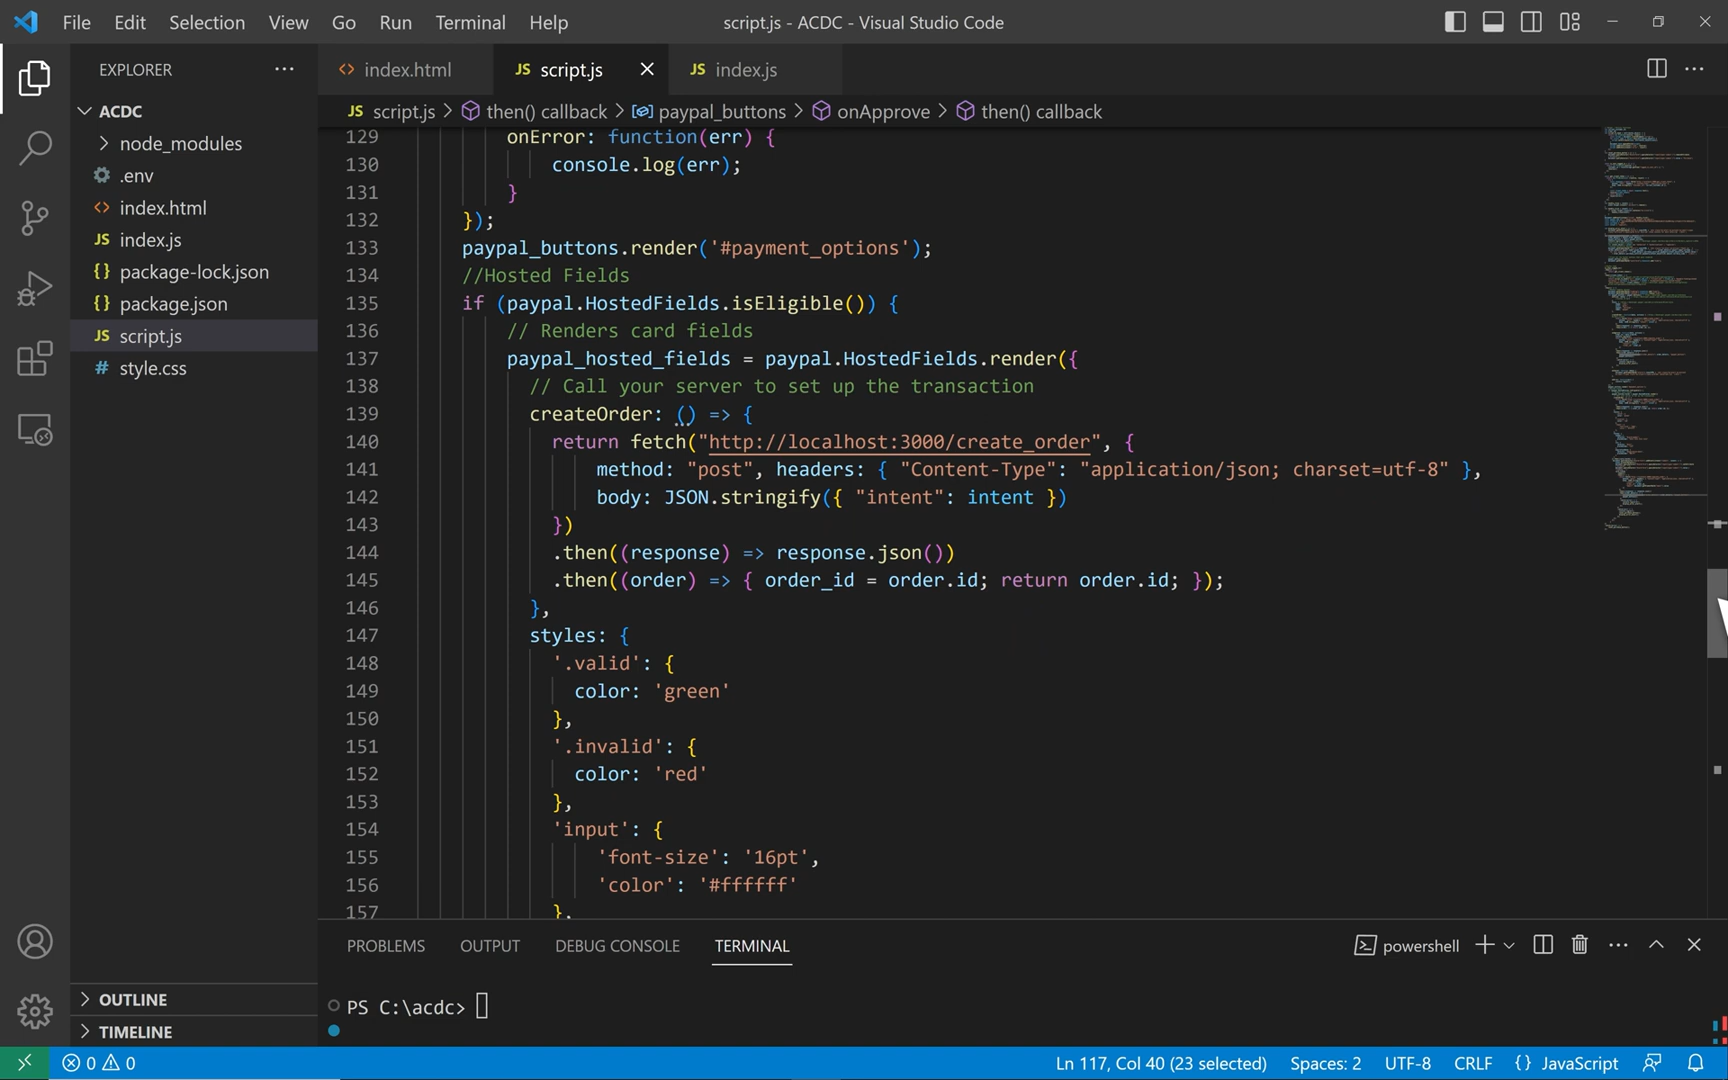 File Edit Selection View Go Run Terminal Help script.js - ACDC - Visual Studio Code
EXPLORER
ACDC
node_modules
.env
index.html
index.js
package-lock.json
package.json
script.js
style.css
OUTLINE
TIMELINE
index.html JS script.js JS index.js
JS script.js then() callback paypal_buttons onApprove then() callback
129 onError: function(err) {
130 console.log(err);
131 }
132 });
133 paypal_buttons.render('#payment_options');
134 //Hosted Fields
135 if (paypal.HostedFields.isEligible()) {
136 // Renders card fields
137 paypal_hosted_fields = paypal.HostedFields.render({
138 // Call your server to set up the transaction
139 createOrder: () => {
140 return fetch("http://localhost:3000/create_order", {
141 method: "post", headers: { "Content-Type": "application/json; charset=utf-8" },
142 body: JSON.stringify({ "intent": intent })
143 })
144 .then((response) => response.json())
145 .then((order) => { order_id = order.id; return order.id; });
146 },
147 styles: {
148 '.valid': {
149 color: 'green'
150 },
151 '.invalid': {
152 color: 'red'
153 },
154 'input': {
155 'font-size': '16pt',
156 'color': '#ffffff'
157 },
PROBLEMS OUTPUT DEBUG CONSOLE TERMINAL powershell
PS C:\acdc>
0 0 Ln 117, Col 40 (23 selected) Spaces: 2 UTF-8 CRLF {} JavaScript